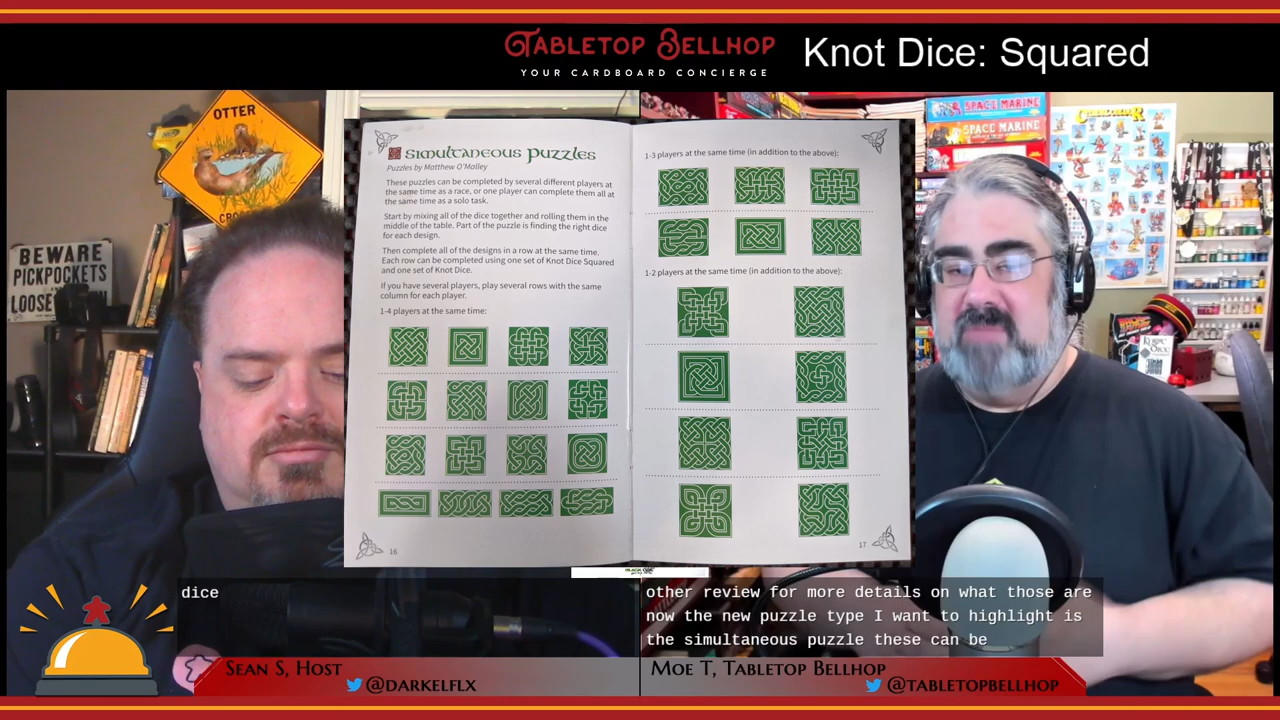 TABLETOP BELLHOP
YOUR CARDBOARD CONCIERGE
Knot Dice: Squared
OTTER
BEWARE
PICKPOCKETS
SPACE MARINE
SPACE MARINE
Simultaneous Puzzles
Puzzles by Matthew O'Malley
These puzzles can be completed by several different players at
the same time as a race, or one player can complete them all at
the same time as a solo task.
Start by mixing all of the dice together and rolling them in the
middle of the table. Part of the puzzle is finding the right dice
for each design.
Then complete all of the designs in a row at the same time.
Each row can be completed using one set of Knot Dice Squared
and one set of Knot Dice.
If you have several players, play several rows with the same
column for each player.
1-4 players at the same time:
16
1-3 players at the same time (in addition to the above):
1-2 players at the same time (in addition to the above):
17
Knot Dice
dice
other review for more details on what those are
now the new puzzle type I want to highlight is
the simultaneous puzzle these can be
Sean S, Host
@DARKELFLX
Moe T, Tabletop Bellhop
@TABLETOPBELLHOP